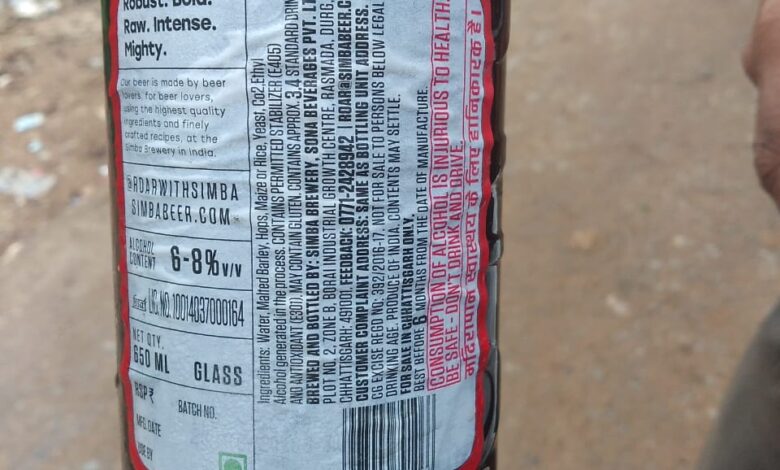 Robust. Bold.
Raw. Intense.
Mighty.
Our beer is made by beer
lovers, for beer lovers,
using the highest quality
ingredients and finely
crafted recipes, at the
Simba Brewery in India.
@ROARWITHSIMBA
SIMBABEER.COM
ALCOHOL
CONTENT
6-8% v/v
LIC. NO. 10014037000164
NET QTY.
650 ML
GLASS
RSP ₹
BATCH NO.
MFG. DATE
Ingredients: Water, Malted Barley, Hops, Maize or Rice, Yeast, Co2, Ethyl
Alcohol generated in the process. CONTAINS PERMITTED STABILIZER (E405)
AND ANTIOXIDANT (E300). MAY CONTAIN GLUTEN. CONTAINS APPROX. 3.4 STANDARD DRIN
BREWED AND BOTTLED BY: SIMBA BREWERY, SONA BEVERAGES PVT. LT
PLOT NO. 2, ZONE B, BORAI INDUSTRIAL GROWTH CENTRE, RASMADA, DURG,
CHHATTISGARH: 491001. FEEDBACK: 0771-2428942. | ROAR@SIMBABEER.C
CUSTOMER COMPLAINT ADDRESS: SAME AS BOTTLING UNIT ADDRESS.
CG EXCISE REGD NO: 392/2016-17. NOT FOR SALE TO PERSONS BELOW LEGAL
DRINKING AGE. PRODUCE OF INDIA. CONTENTS MAY SETTLE.
FOR SALE IN CHHATTISGARH ONLY.
BEST BEFORE 6 MONTHS FROM THE DATE OF MANUFACTURE.
CONSUMPTION OF ALCOHOL IS INJURIOUS TO HEALTH.
BE SAFE - DON'T DRINK AND DRIVE.
मदिरापान स्वास्थ्य के लिए हानिकारक है।